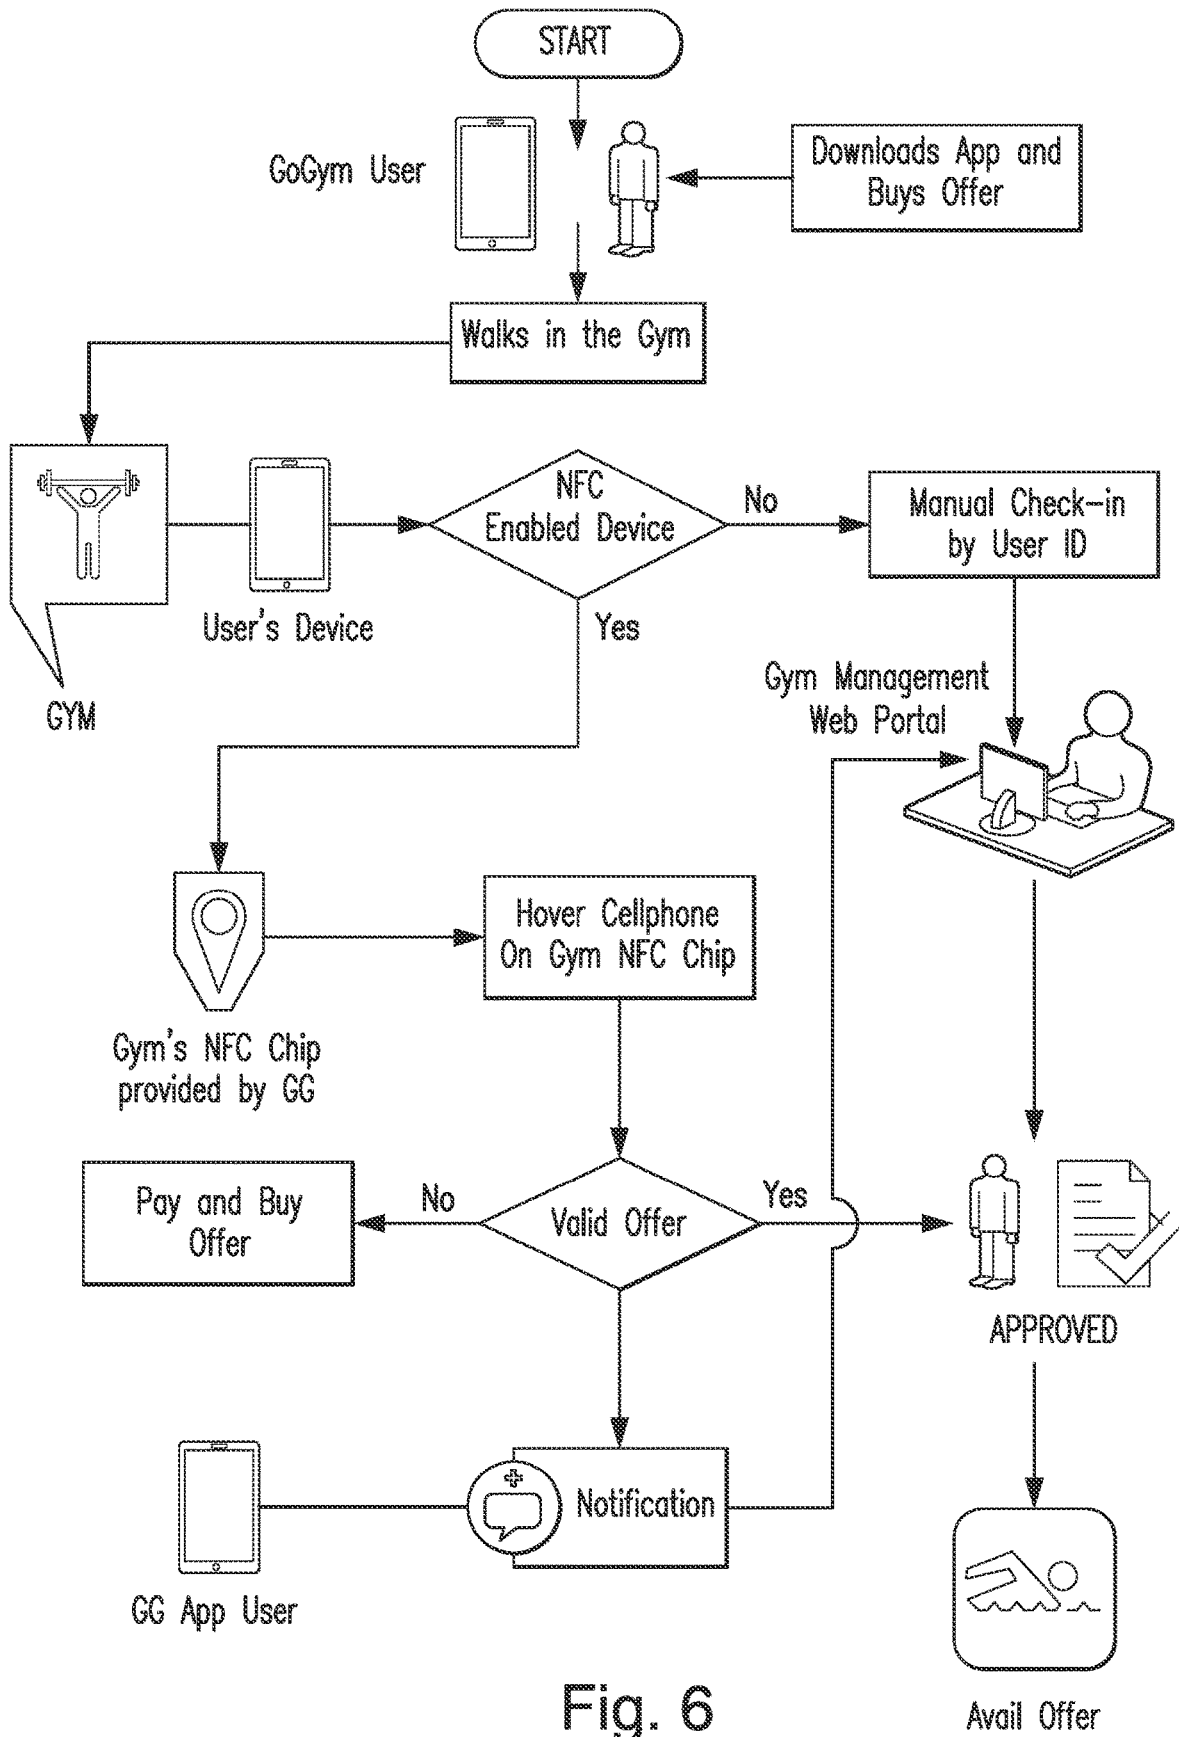 START
GoGym User
Downloads App and
Buys Offer
Walks in the Gym
NFC
Enabled Device
No
Manual Check-in
by User ID
User's Device
Yes
GYM
Gym Management
Web Portal
Hover Cellphone
On Gym NFC Chip
Gym's NFC Chip
provided by GG
Pay and Buy
Offer
No
Valid Offer
Yes
APPROVED
Notification
GG App User
Avail Offer
Fig. 6